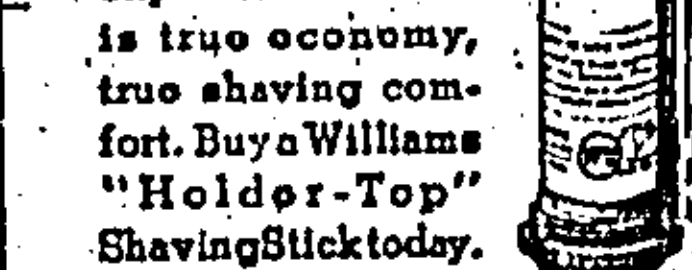 is true economy,
true shaving com-
fort. Buy a Williams
"Holder-Top"
Shaving Stick today.